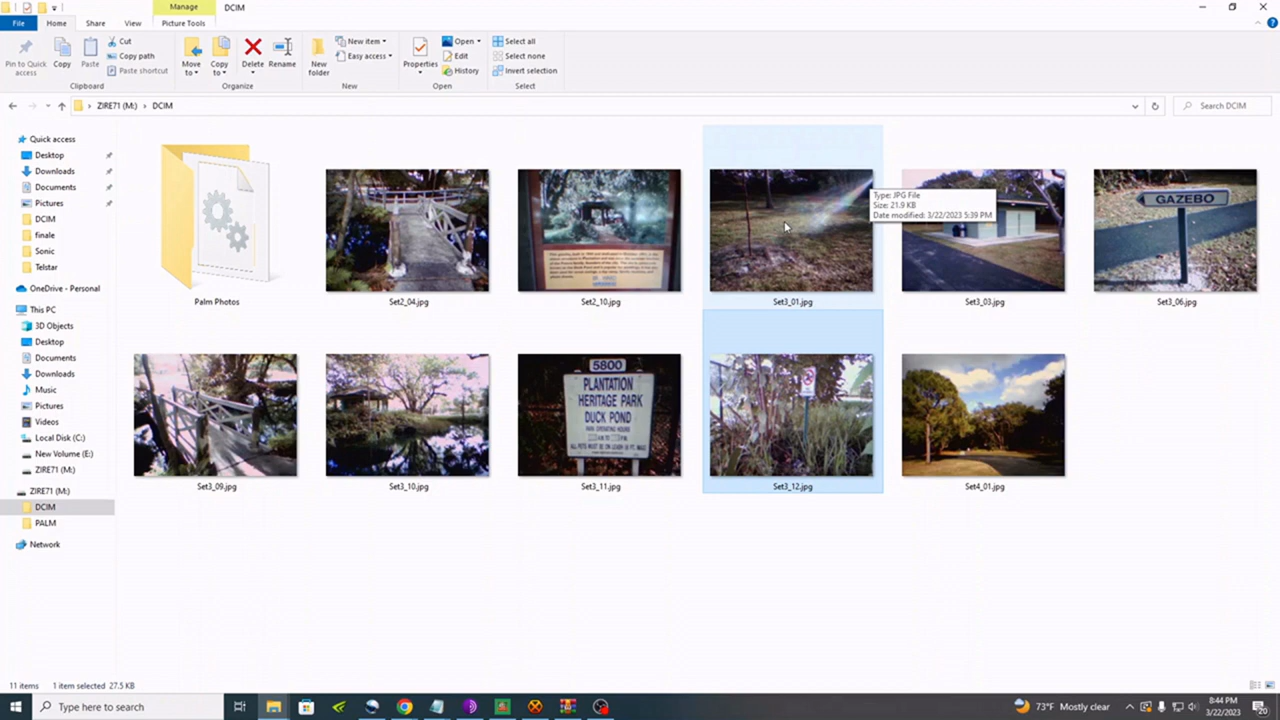 Manage
DCIM
File
Home
Share
View
Picture Tools
Pin to Quick access
Copy
Paste
Cut
Copy path
Paste shortcut
Clipboard
Move to
Copy to
Delete
Rename
Organize
New folder
New item
Easy access
New
Properties
Open
Edit
History
Open
Select all
Select none
Invert selection
Select
ZIRE71 (M:)
DCIM
Search DCIM
Quick access
Desktop
Downloads
Documents
Pictures
DCIM
finale
Sonic
Telstar
OneDrive - Personal
This PC
3D Objects
Desktop
Documents
Downloads
Music
Pictures
Videos
Local Disk (C:)
New Volume (E:)
ZIRE71 (M:)
ZIRE71 (M:)
DCIM
PALM
Network
Palm Photos
Set2_04.jpg
Set2_10.jpg
Set3_01.jpg
Type: JPG File
Size: 21.9 KB
Date modified: 3/22/2023 5:39 PM
Set3_03.jpg
GAZEBO
Set3_06.jpg
Set3_09.jpg
Set3_10.jpg
5800
PLANTATION
HERITAGE PARK
DUCK POND
Set3_11.jpg
Set3_12.jpg
Set4_01.jpg
11 items
1 item selected 27.5 KB
Type here to search
73°F Mostly clear
8:44 PM
3/22/2023
20